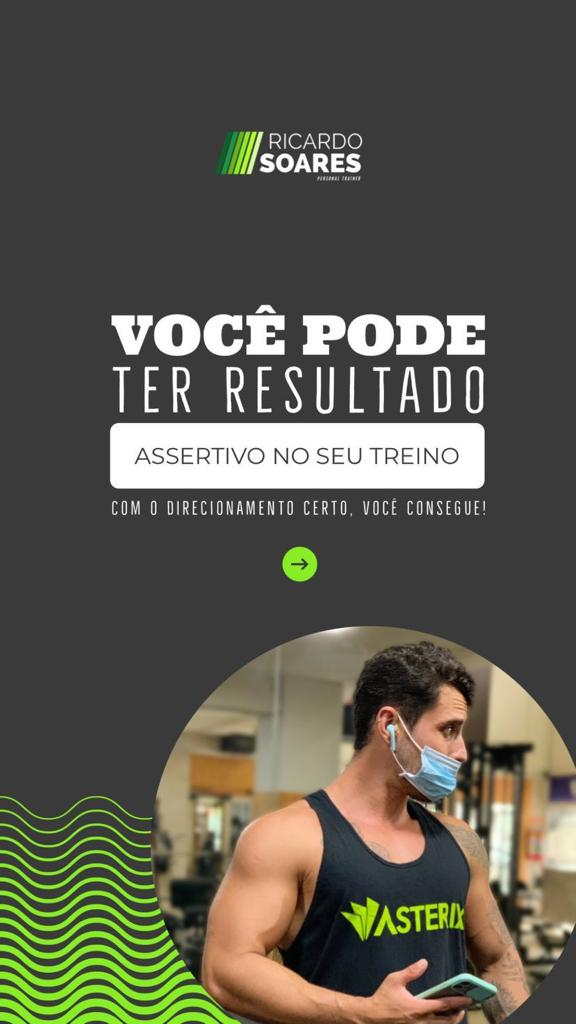 RICARDO
SOARES
PERSONAL TRAINER
VOCÊ PODE
TER RESULTADO
ASSERTIVO NO SEU TREINO
COM O DIRECIONAMENTO CERTO, VOCÊ CONSEGUE!
ASTERIX